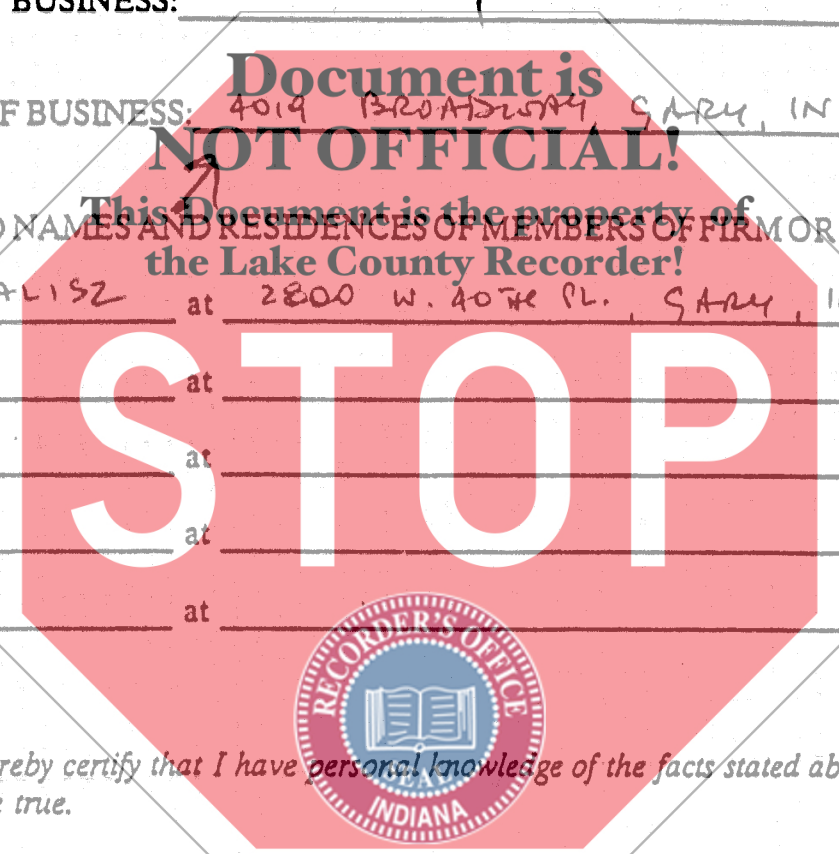 BUSINESS:
Document is
F BUSINESS: 4019 BROADWAY, GARY, IN
NOT OFFICIAL!
This Document is the property of
NAMES AND RESIDENCES OF MEMBERS OF FIRM OR
the Lake County Recorder!
ALISZ at 2800 W. 40TH PL., GARY, I
STOP
at
at
at
at
RECORDER'S OFFICE
SEAL
INDIANA
reby certify that I have personal knowledge of the facts stated ab
e true.